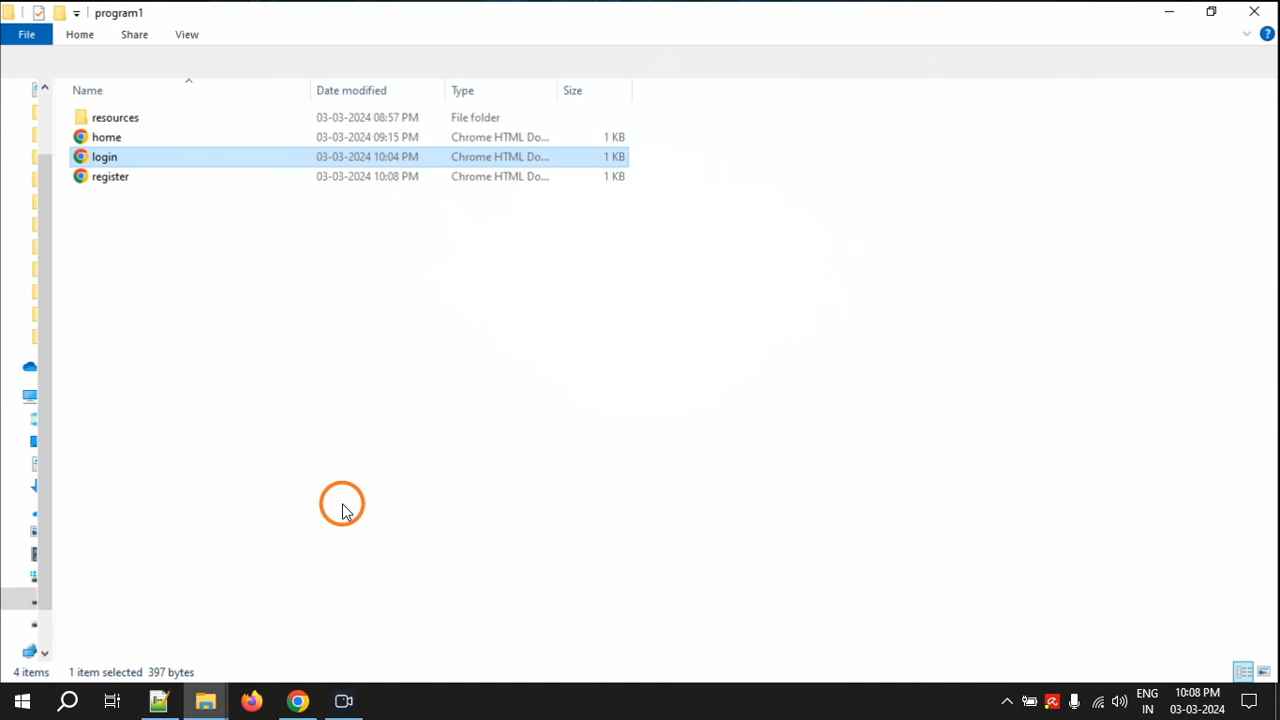 program1
File Home Share View
Name Date modified Type Size
resources 03-03-2024 08:57 PM File folder
home 03-03-2024 09:15 PM Chrome HTML Do... 1 KB
login 03-03-2024 10:04 PM Chrome HTML Do... 1 KB
register 03-03-2024 10:08 PM Chrome HTML Do... 1 KB
4 items 1 item selected 397 bytes
ENG 10:08 PM
IN 03-03-2024